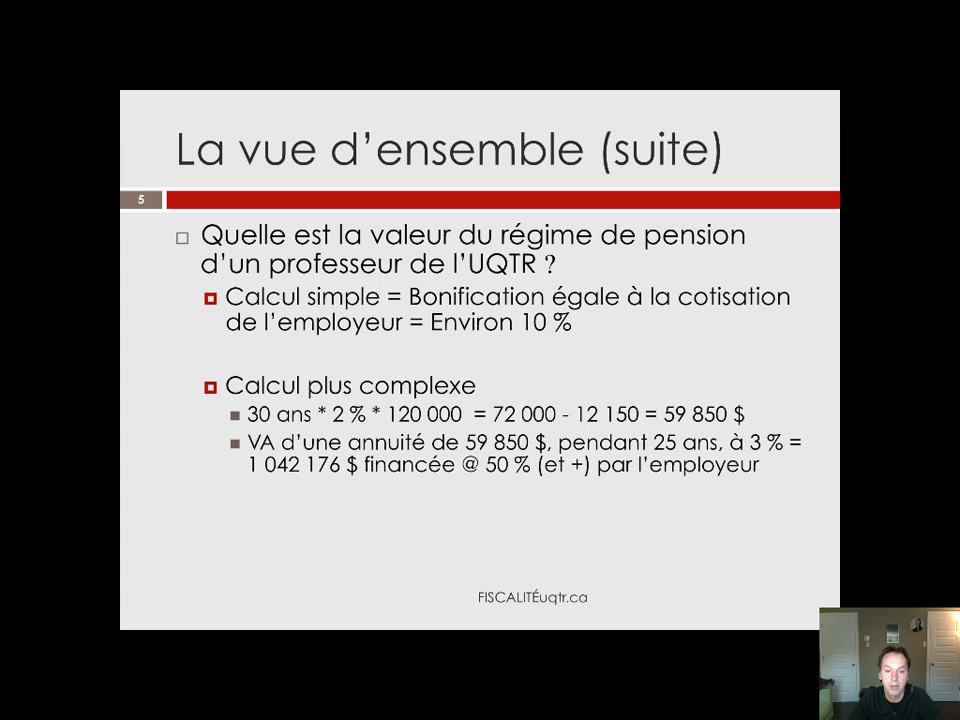 La vue d’ensemble (suite)
5
Quelle est la valeur du régime de pension
d’un professeur de l’UQTR ?
Calcul simple = Bonification égale à la cotisation
de l’employeur = Environ 10 %
Calcul plus complexe
30 ans * 2 % * 120 000 = 72 000 - 12 150 = 59 850 $
VA d’une annuité de 59 850 $, pendant 25 ans, à 3 % =
1 042 176 $ financée @ 50 % (et +) par l’employeur
FISCALITÉuqtr.ca